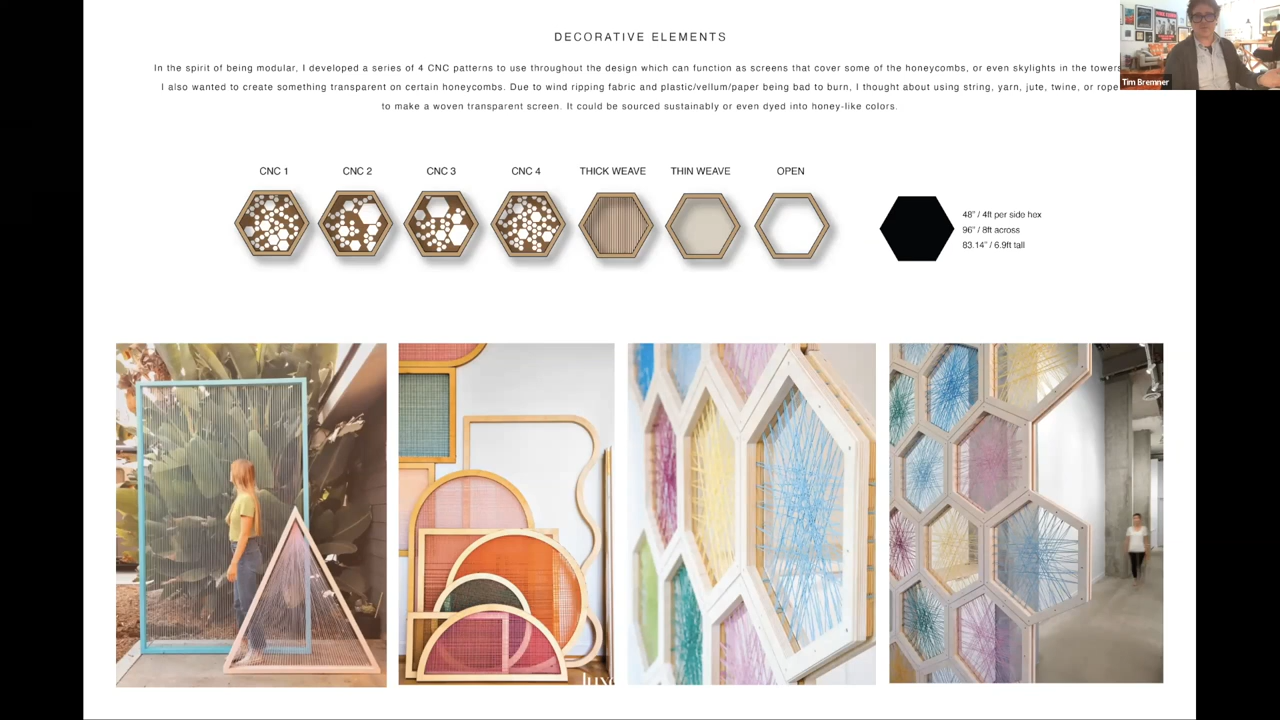 DECORATIVE ELEMENTS
In the spirit of being modular, I developed a series of 4 CNC patterns to use throughout the design which can function as screens that cover some of the honeycombs, or even skylights in the towers
I also wanted to create something transparent on certain honeycombs. Due to wind ripping fabric and plastic/vellum/paper being bad to burn, I thought about using string, yarn, jute, twine, or rope
to make a woven transparent screen. It could be sourced sustainably or even dyed into honey-like colors.
Tim Bremner
CNC 1 CNC 2 CNC 3 CNC 4 THICK WEAVE THIN WEAVE OPEN
48" / 4ft per side hex
96" / 8ft across
83.14" / 6.9ft tall